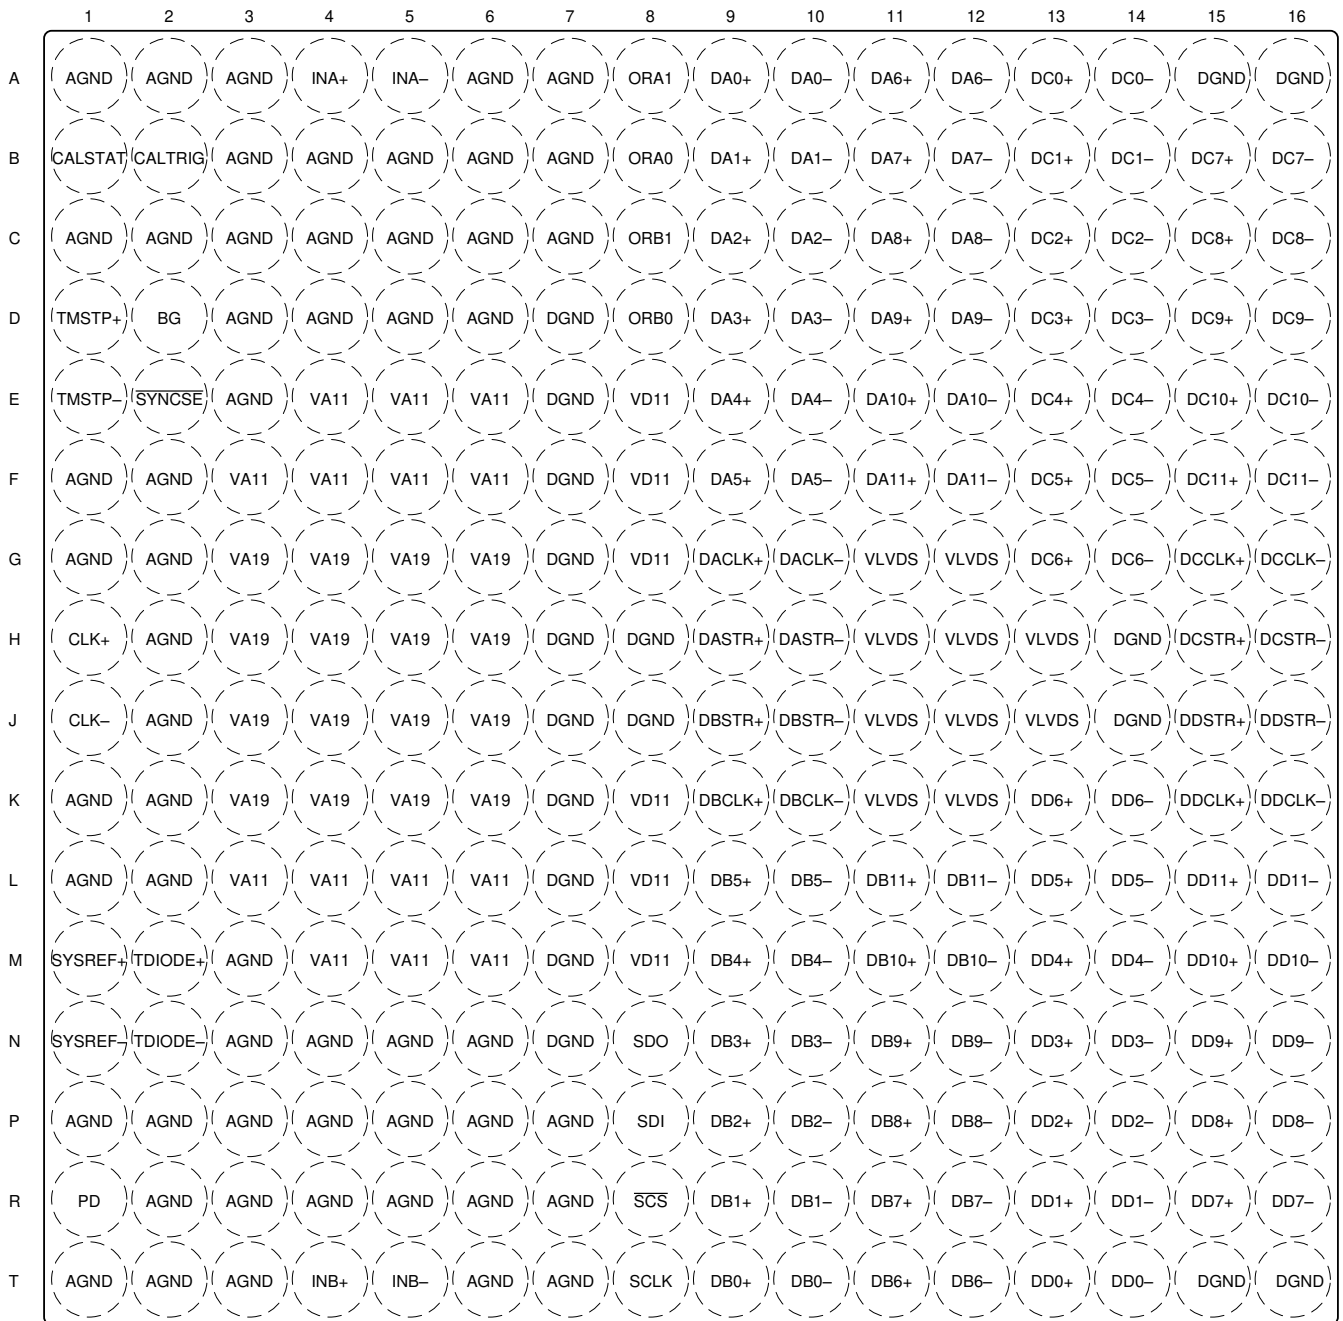 1 2 3 4 5 6 7 8 9 10 11 12 13 14 15 16
A AGND AGND AGND INA+ INA– AGND AGND ORA1 DA0+ DA0– DA6+ DA6– DC0+ DC0– DGND DGND
B CALSTAT CALTRIG AGND AGND AGND AGND AGND ORA0 DA1+ DA1– DA7+ DA7– DC1+ DC1– DC7+ DC7–
C AGND AGND AGND AGND AGND AGND AGND ORB1 DA2+ DA2– DA8+ DA8– DC2+ DC2– DC8+ DC8–
D TMSTP+ BG AGND AGND AGND AGND DGND ORB0 DA3+ DA3– DA9+ DA9– DC3+ DC3– DC9+ DC9–
E TMSTP– SYNCSE AGND VA11 VA11 VA11 DGND VD11 DA4+ DA4– DA10+ DA10– DC4+ DC4– DC10+ DC10–
F AGND AGND VA11 VA11 VA11 VA11 DGND VD11 DA5+ DA5– DA11+ DA11– DC5+ DC5– DC11+ DC11–
G AGND AGND VA19 VA19 VA19 VA19 DGND VD11 DACLK+ DACLK– VLVDS VLVDS DC6+ DC6– DCCLK+ DCCLK–
H CLK+ AGND VA19 VA19 VA19 VA19 DGND DGND DASTR+ DASTR– VLVDS VLVDS VLVDS DGND DCSTR+ DCSTR–
J CLK– AGND VA19 VA19 VA19 VA19 DGND DGND DBSTR+ DBSTR– VLVDS VLVDS VLVDS DGND DDSTR+ DDSTR–
K AGND AGND VA19 VA19 VA19 VA19 DGND VD11 DBCLK+ DBCLK– VLVDS VLVDS DD6+ DD6– DDCLK+ DDCLK–
L AGND AGND VA11 VA11 VA11 VA11 DGND VD11 DB5+ DB5– DB11+ DB11– DD5+ DD5– DD11+ DD11–
M SYSREF+ TDIODE+ AGND VA11 VA11 VA11 DGND VD11 DB4+ DB4– DB10+ DB10– DD4+ DD4– DD10+ DD10–
N SYSREF– TDIODE– AGND AGND AGND AGND DGND SDO DB3+ DB3– DB9+ DB9– DD3+ DD3– DD9+ DD9–
P AGND AGND AGND AGND AGND AGND AGND SDI DB2+ DB2– DB8+ DB8– DD2+ DD2– DD8+ DD8–
R PD AGND AGND AGND AGND AGND AGND SCS DB1+ DB1– DB7+ DB7– DD1+ DD1– DD7+ DD7–
T AGND AGND AGND INB+ INB– AGND AGND SCLK DB0+ DB0– DB6+ DB6– DD0+ DD0– DGND DGND